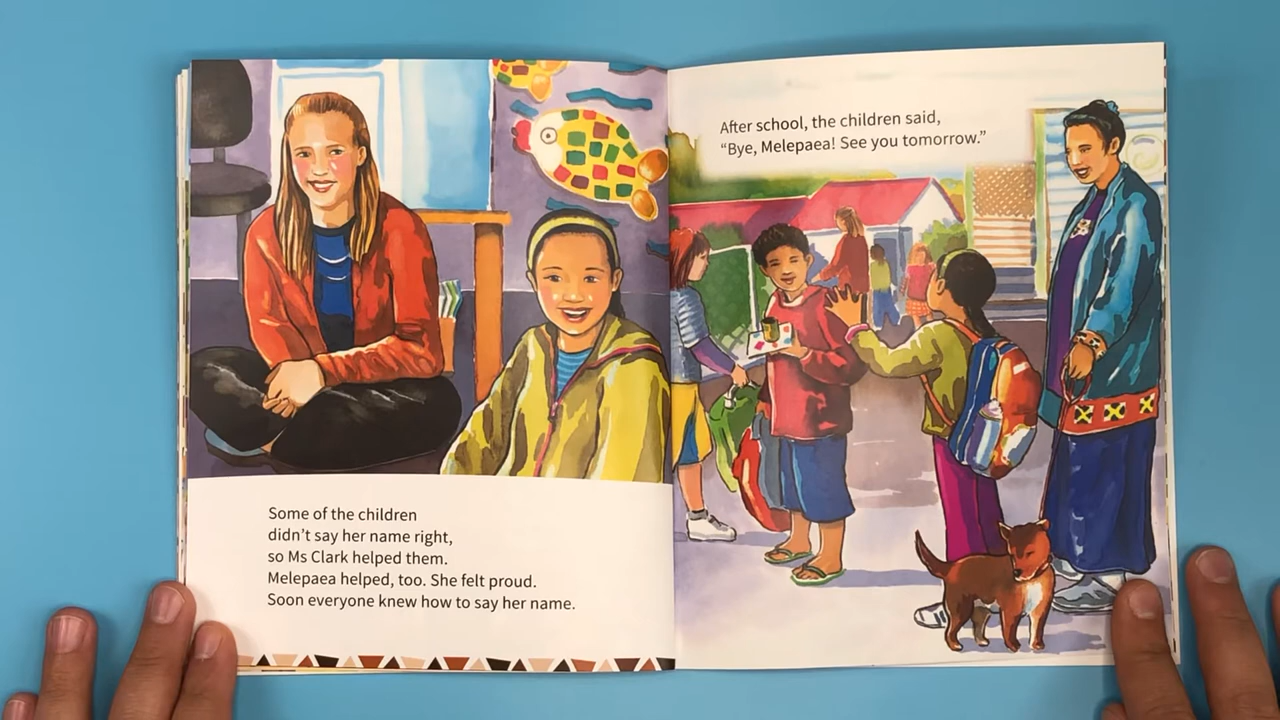 Some of the children
didn’t say her name right,
so Ms Clark helped them.
Melepaea helped, too. She felt proud.
Soon everyone knew how to say her name.
After school, the children said,
“Bye, Melepaea! See you tomorrow.”